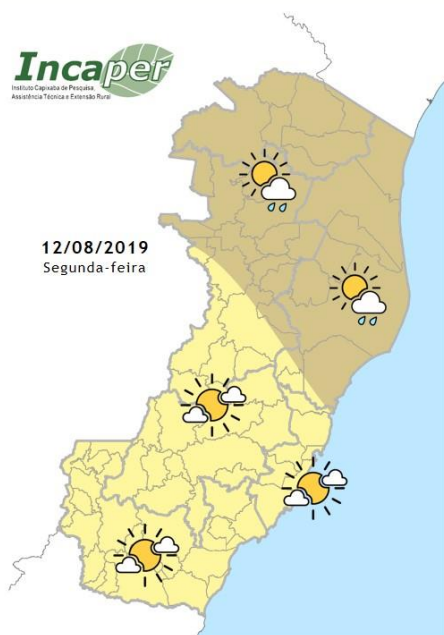 Incaper
Instituto Capixaba de Pesquisa,
Assistência Técnica e Extensão Rural
12/08/2019
Segunda-feira